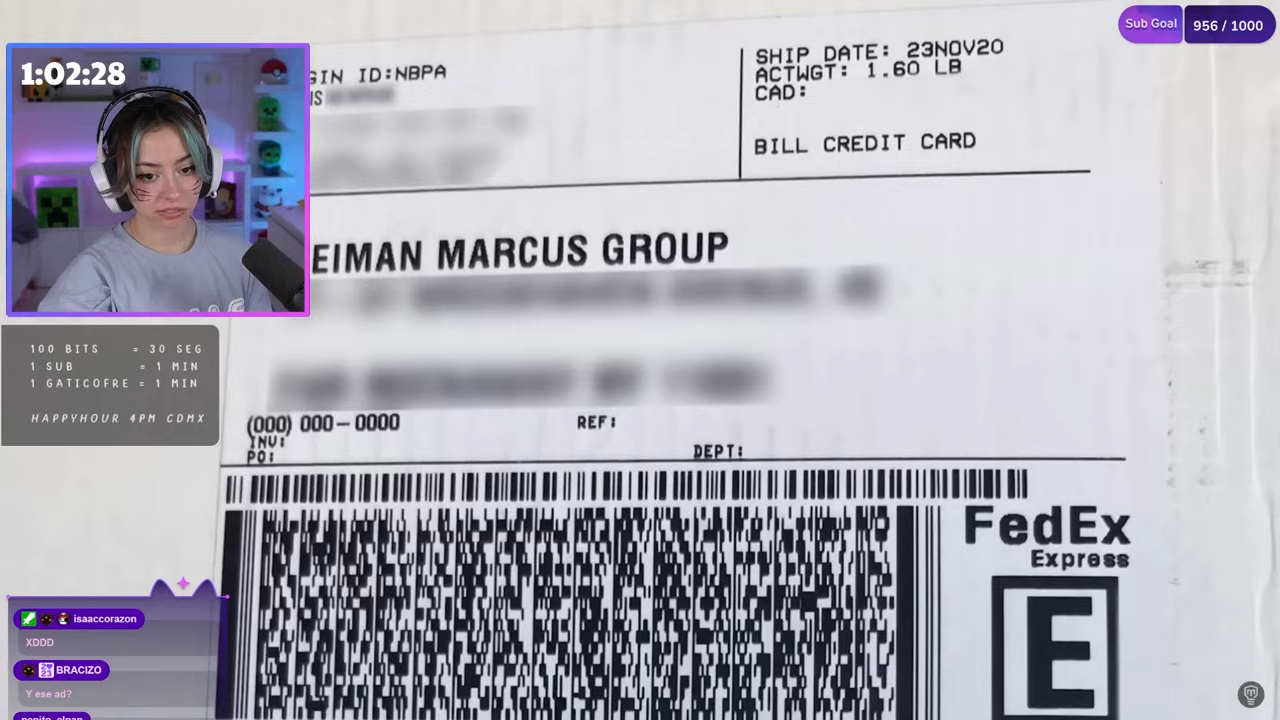 Sub Goal
956 / 1000
1:02:28
GIN ID:NBPA
SHIP DATE: 23NOV20
ACTWGT: 1.60 LB
CAD:
BILL CREDIT CARD
EIMAN MARCUS GROUP
(000) 000-0000
REF:
INV:
PO:
DEPT:
FedEx
Express
E
100 BITS = 30 SEG
1 SUB = 1 MIN
1 GATICOFRE = 1 MIN
HAPPYHOUR 4PM CDMX
isaaccorazon
XDDD
BRACIZO
Y ese ad?